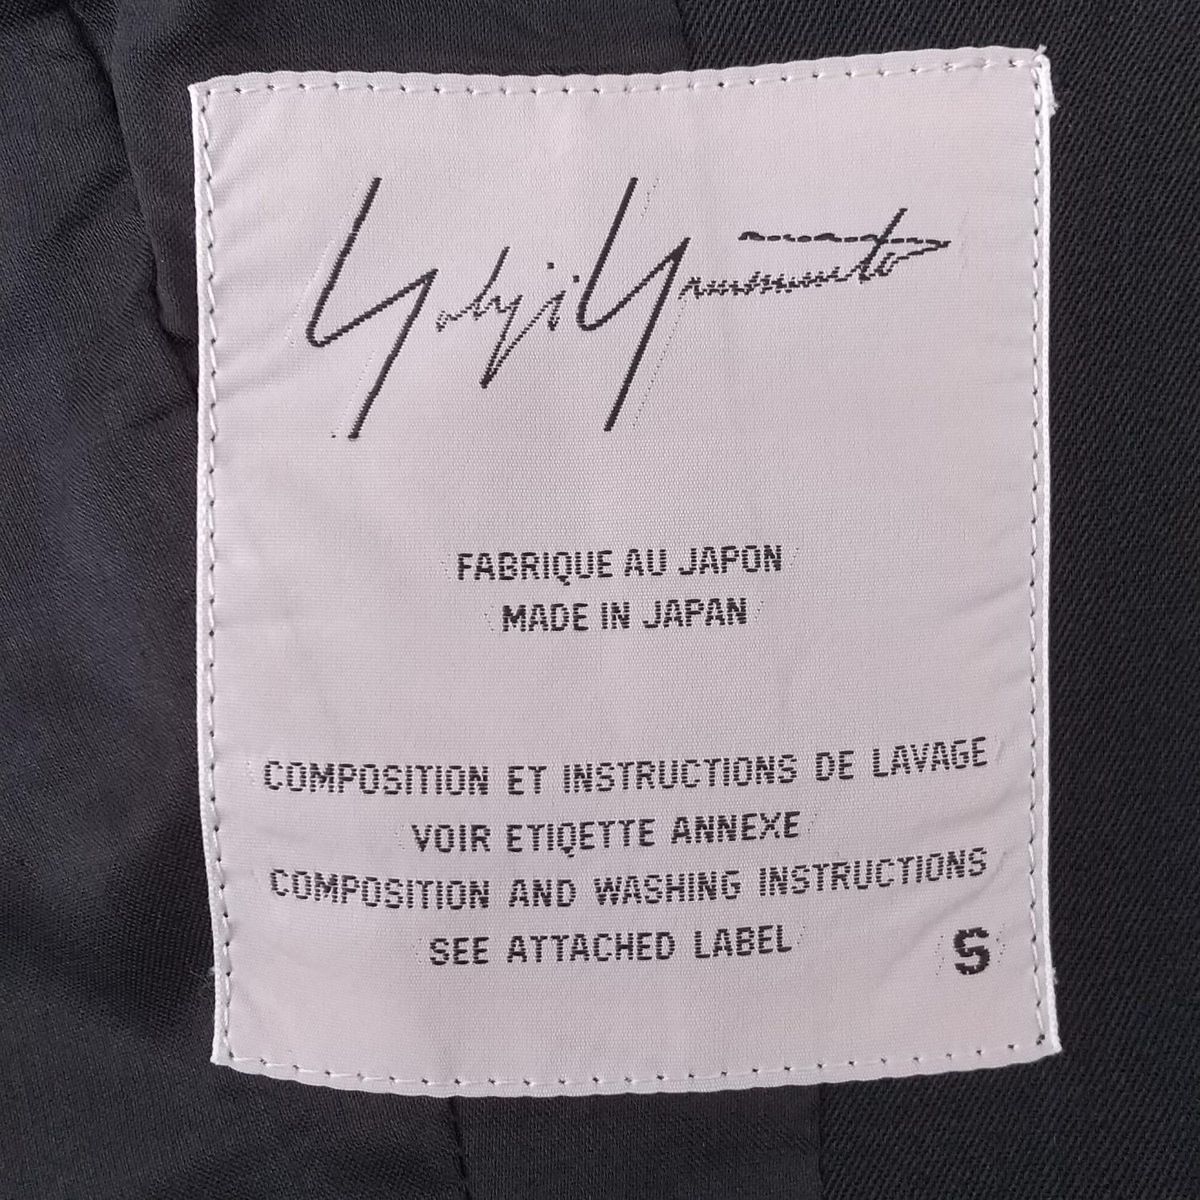 Yohji Yamamoto
FABRIQUE AU JAPON
MADE IN JAPAN
COMPOSITION ET INSTRUCTIONS DE LAVAGE
VOIR ETIQETTE ANNEXE
COMPOSITION AND WASHING INSTRUCTIONS
SEE ATTACHED LABEL
S